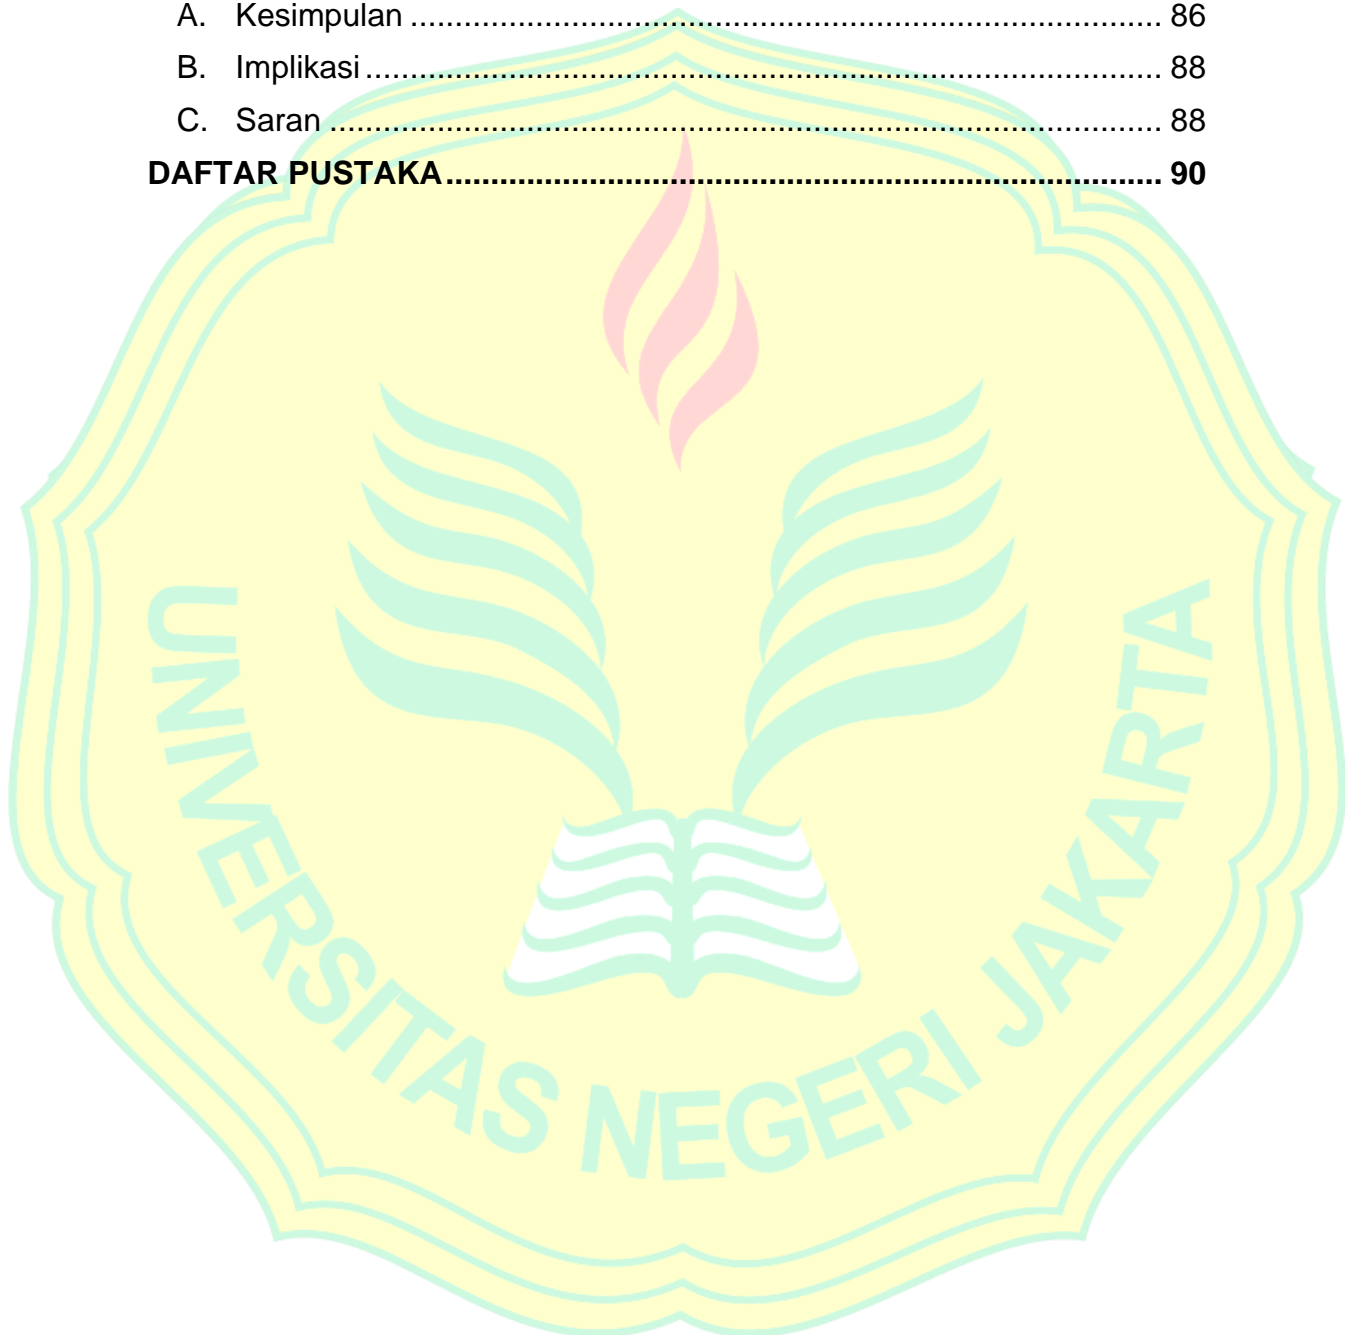 A. Kesimpulan ........................................................................................ 86
B. Implikasi ............................................................................................. 88
C. Saran ................................................................................................. 88
DAFTAR PUSTAKA................................................................................ 90
UNIVERSITAS NEGERI JAKARTA